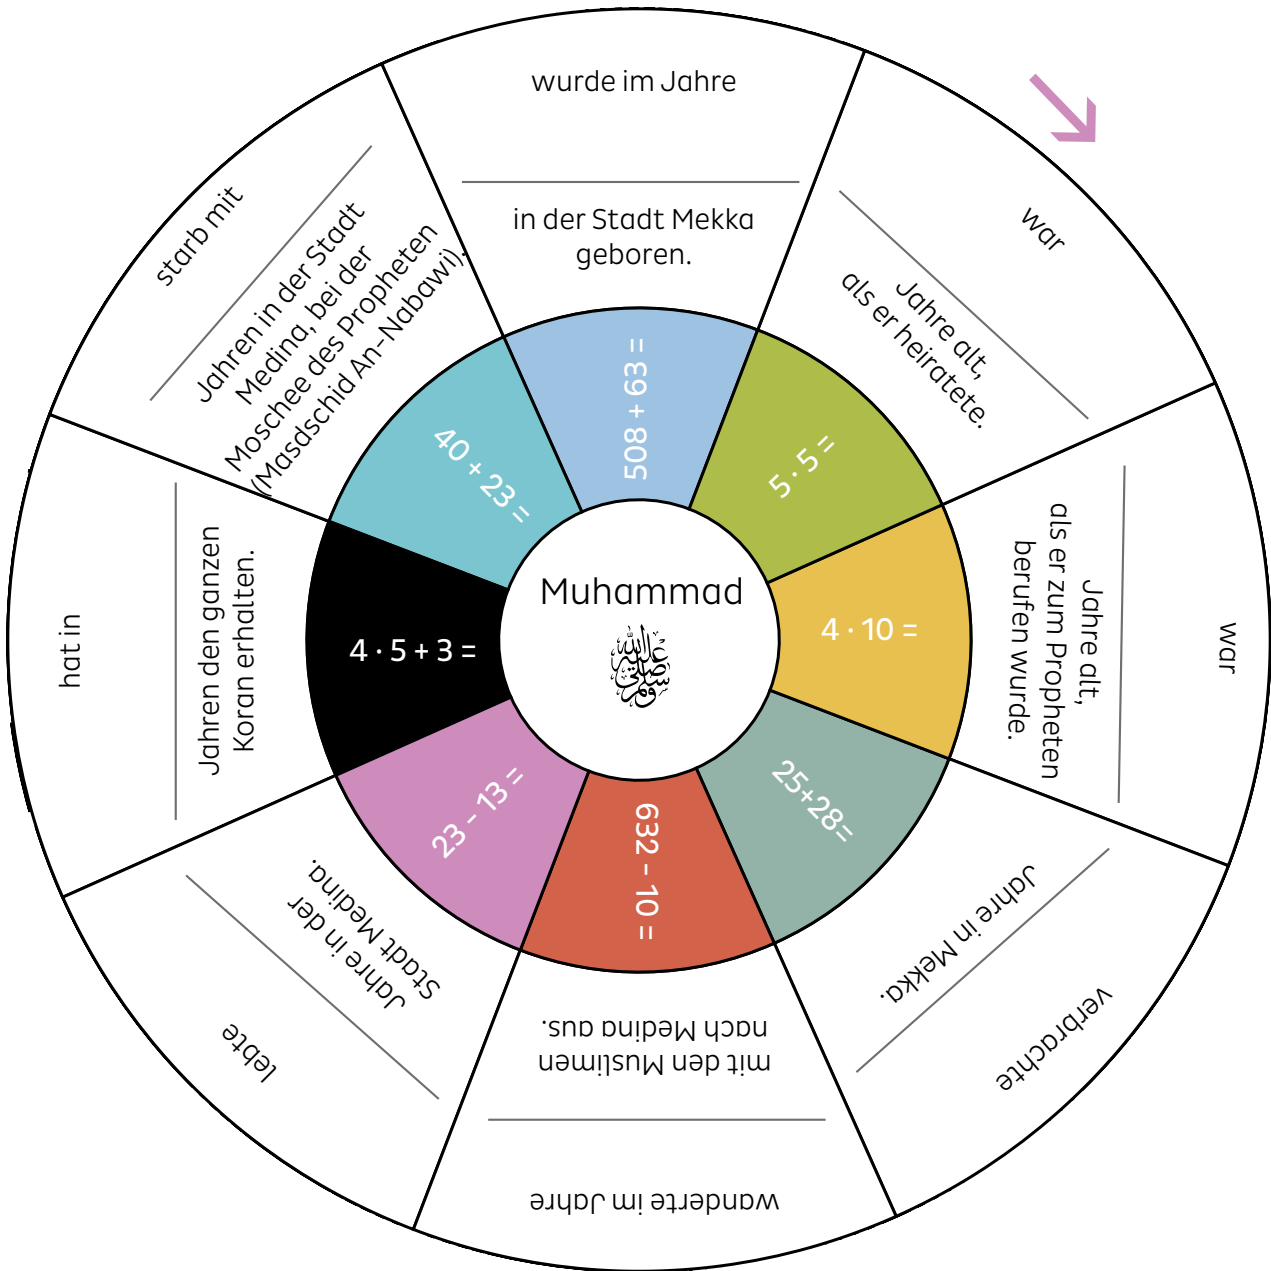 wurde im Jahre
in der Stadt Mekka
geboren.
508 + 63 =
war
Jahre alt,
als er heiratete.
5 · 5 =
war
Jahre alt,
als er zum Propheten
berufen wurde.
4 · 10 =
verbrachte
Jahre in Mekka.
25+28=
wanderte im Jahre
mit den Muslimen
nach Medina aus.
632 - 10 =
lebte
Jahre in der
Stadt Medina.
23 - 13 =
hat in
Jahren den ganzen
Koran erhalten.
4 · 5 + 3 =
starb mit
Jahren in der Stadt
Medina, bei der
Moschee des Propheten
(Masdschid An-Nabawi).
40 + 23 =
Muhammad
صلى الله عليه وسلم